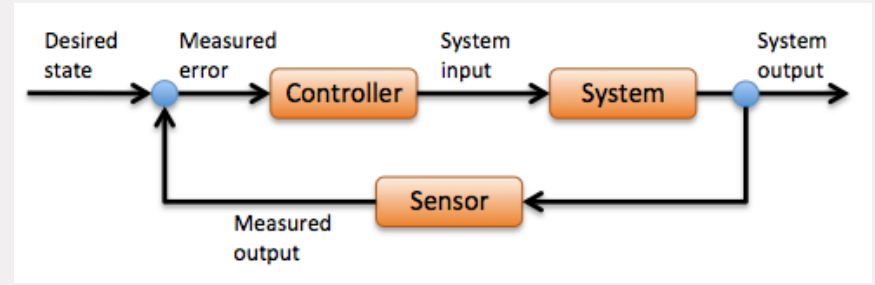 Desired
state
Measured
error
Controller
System
input
System
System
output
Sensor
Measured
output